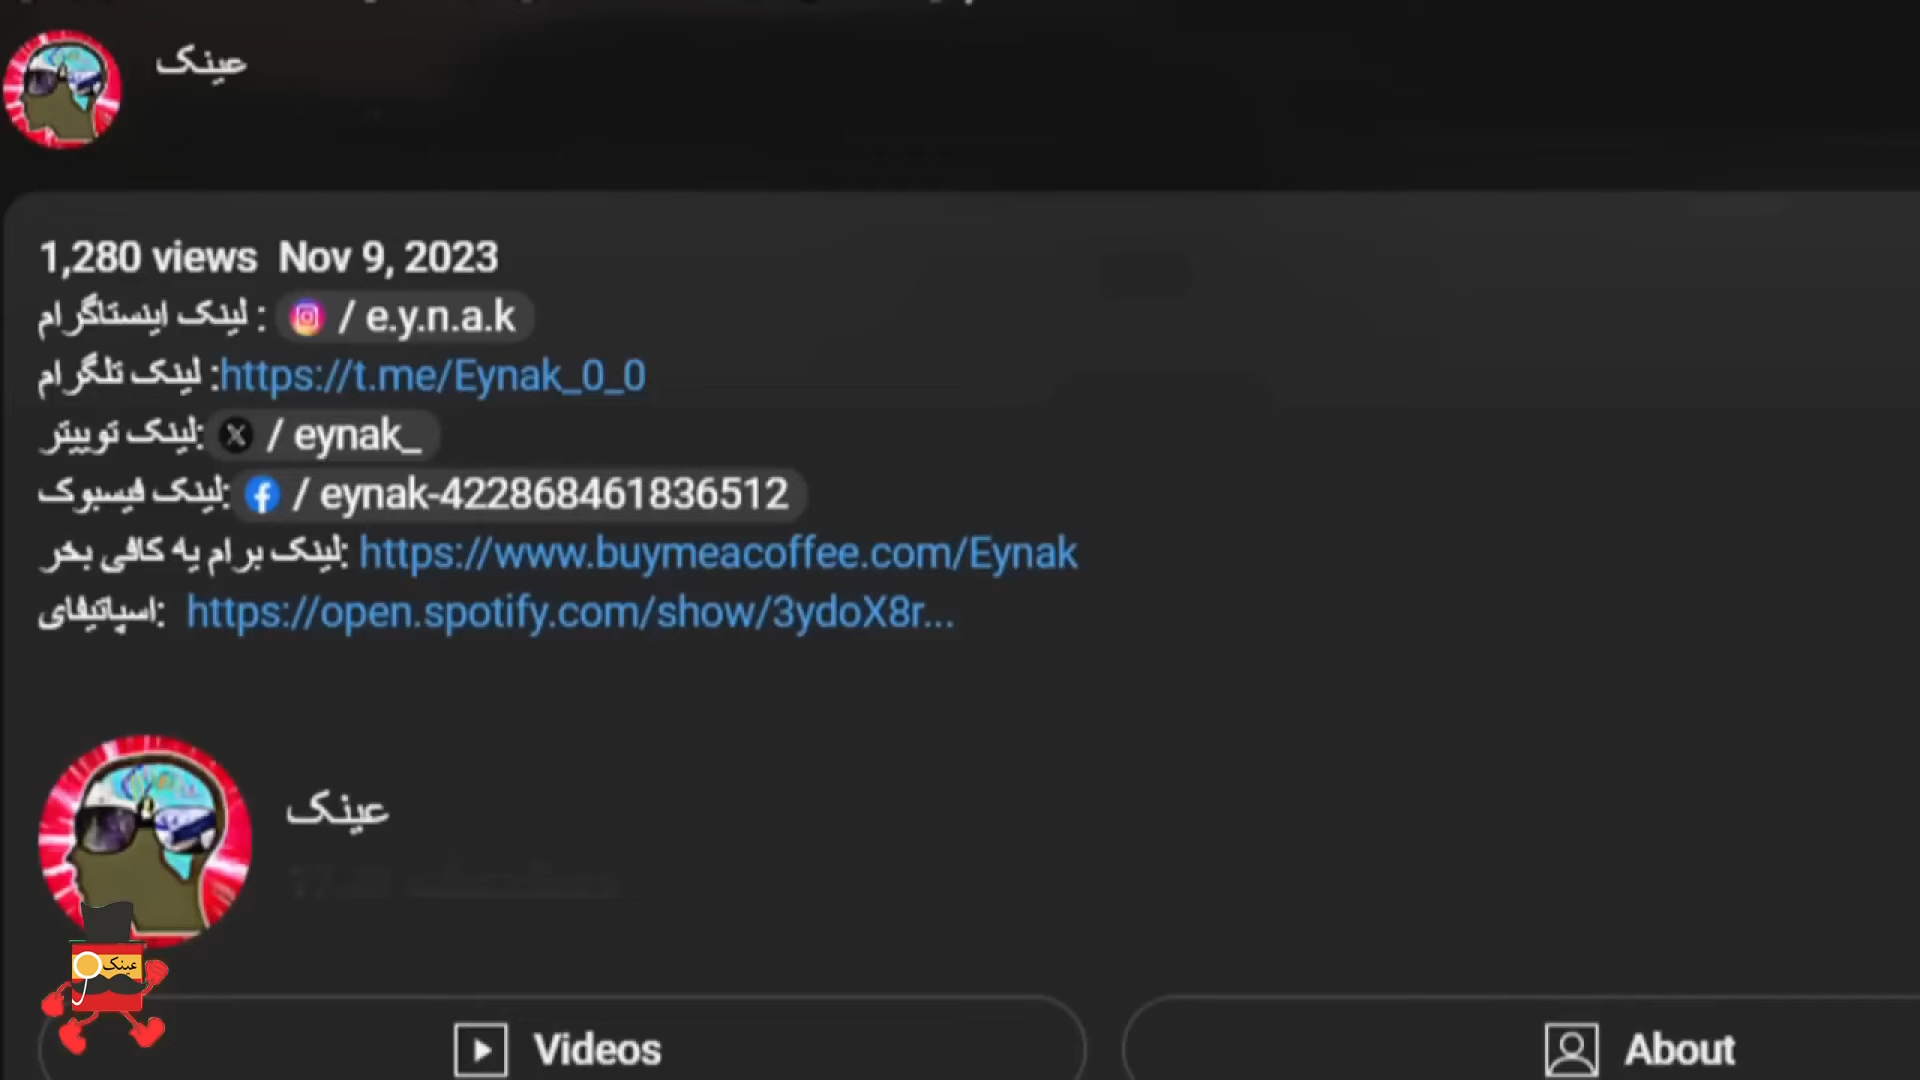 عینک
1,280 views Nov 9, 2023
لینک اینستاگرام : / e.y.n.a.k
لینک تلگرام :https://t.me/Eynak_0_0
لینک توییتر: / eynak_
لینک فیسبوک: / eynak-422868461836512
لینک برام یه کافی بخر: https://www.buymeacoffee.com/Eynak
اسپاتیفای: https://open.spotify.com/show/3ydoX8r...
عینک
عینک
Videos
About